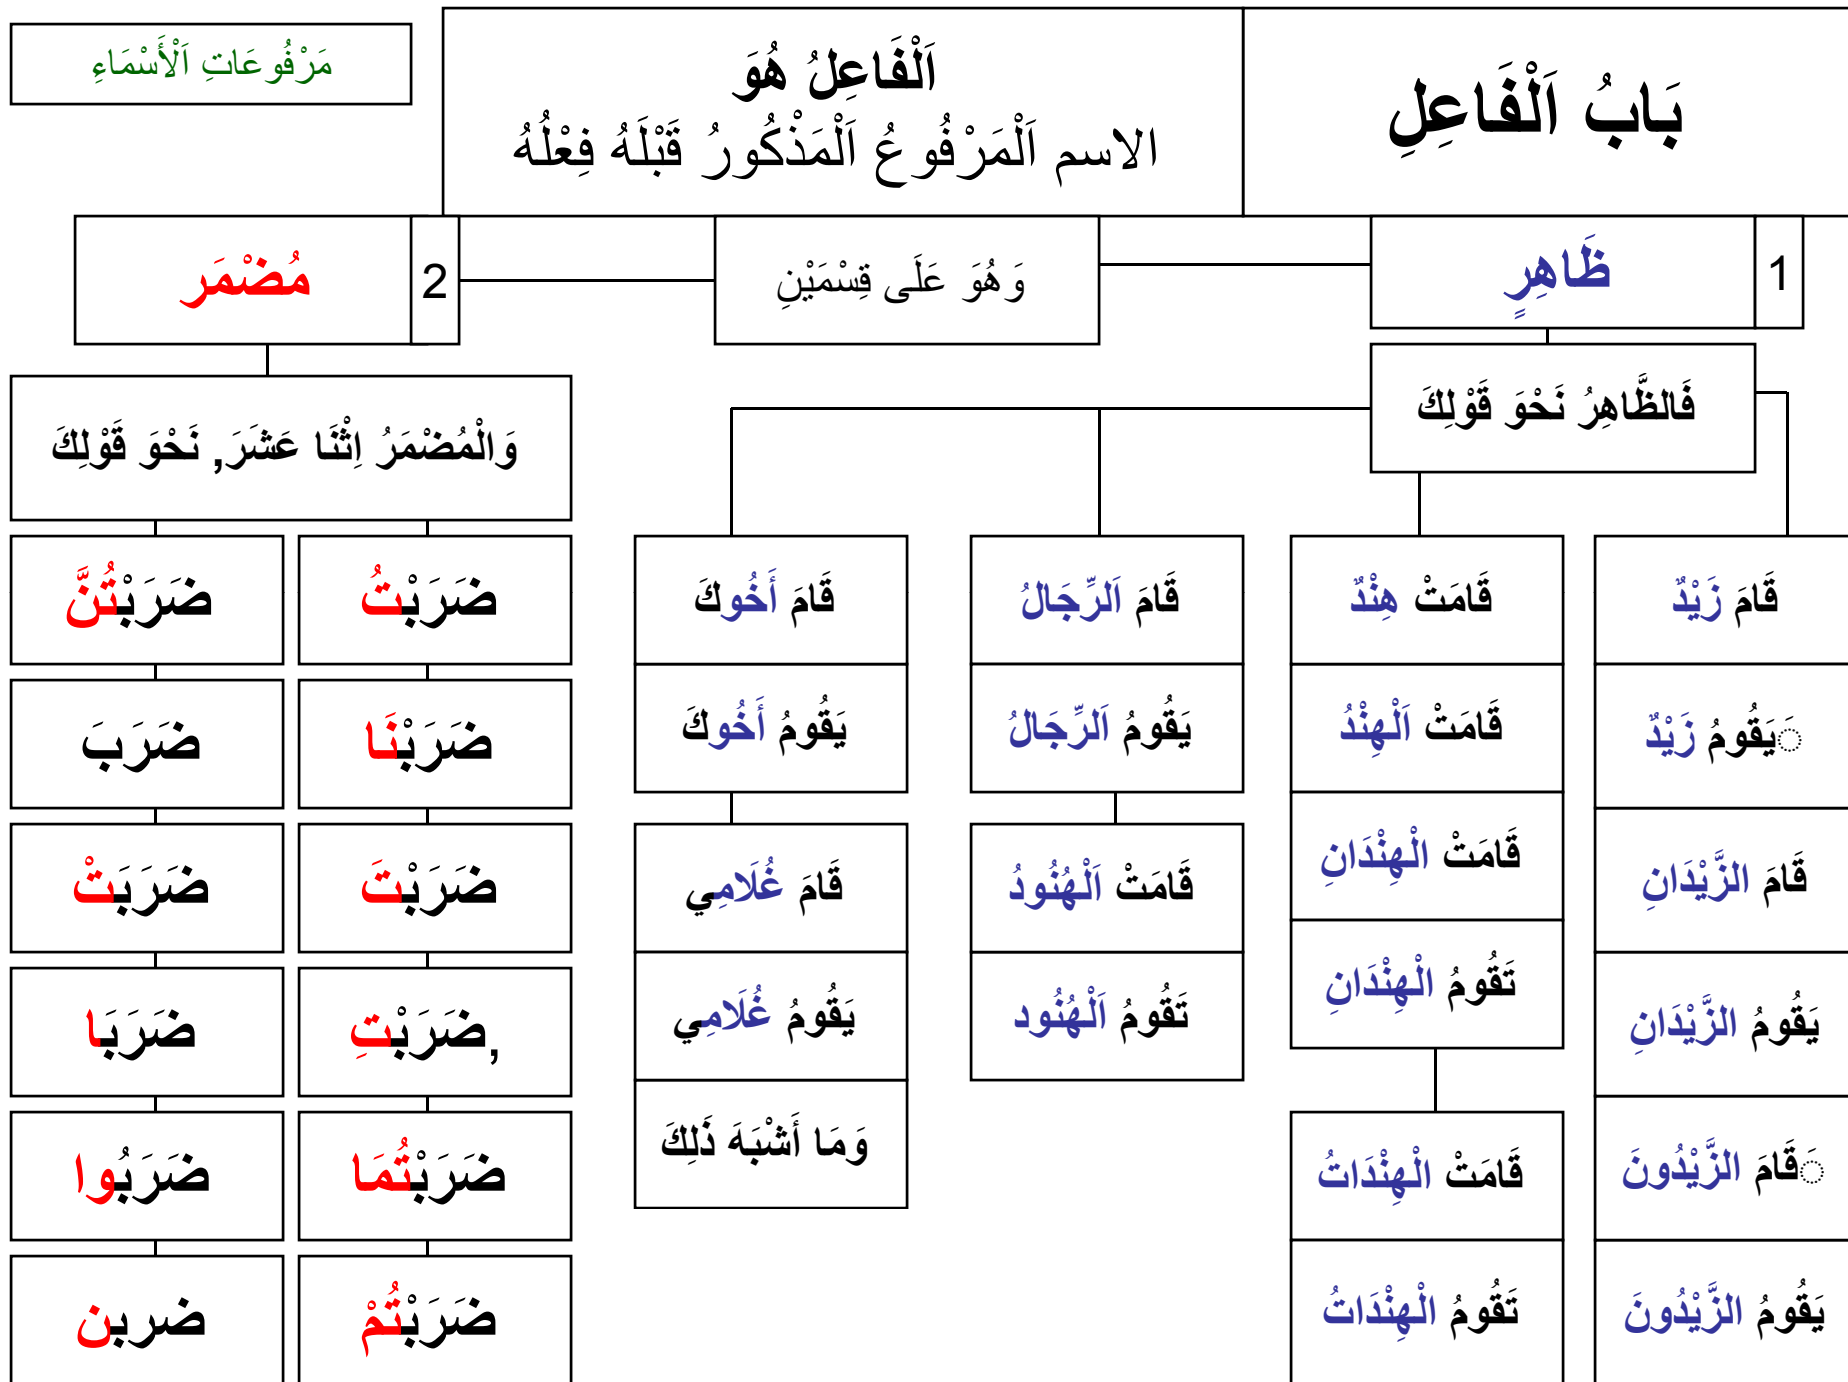 بَابُ اَلْفَاعِلِ
اَلْفَاعِلُ هُوَ
الاسم اَلْمَرْفُوعُ اَلْمَذْكُورُ قَبْلَهُ فِعْلُهُ
مَرْفُوعَاتِ اَلْأَسْمَاءِ
1
ظَاهِرٍ
وَهُوَ عَلَى قِسْمَيْنِ
2
مُضْمَر
فَالظَّاهِرُ نَحْوَ قَوْلِكَ
قَامَ زَيْدٌ
َيَقُومُ زَيْدٌ
قَامَ الزَّيْدَانِ
يَقُومُ الزَّيْدَانِ
َقَامَ الزَّيْدُونَ
يَقُومُ الزَّيْدُونَ
قَامَتْ هِنْدٌ
قَامَتْ اَلْهِنْدُ
قَامَتْ الْهِنْدَانِ
تَقُومُ الْهِنْدَانِ
قَامَتْ الْهِنْدَاتُ
تَقُومُ الْهِنْدَاتُ
قَامَ اَلرِّجَالُ
يَقُومُ اَلرِّجَالُ
قَامَتْ اَلْهُنُودُ
تَقُومُ اَلْهُنُود
قَامَ أَخُوكَ
يَقُومُ أَخُوكَ
قَامَ غُلَامِي
يَقُومُ غُلَامِي
وَمَا أَشْبَهَ ذَلِكَ
وَالْمُضْمَرُ اِثْنَا عَشَرَ, نَحْوَ قَوْلِكَ
ضَرَبْتُ
ضَرَبْنَا
ضَرَبْتَ
,ضَرَبْتِ
ضَرَبْتُمَا
ضَرَبْتُمْ
ضَرَبْتُنَّ
ضَرَبَ
ضَرَبَتْ
ضَرَبَا
ضَرَبُوا
ضربن